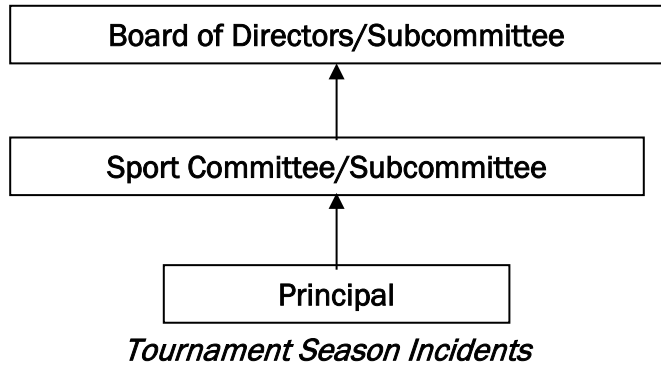 Board of Directors/Subcommittee
Sport Committee/Subcommittee
Principal
Tournament Season Incidents